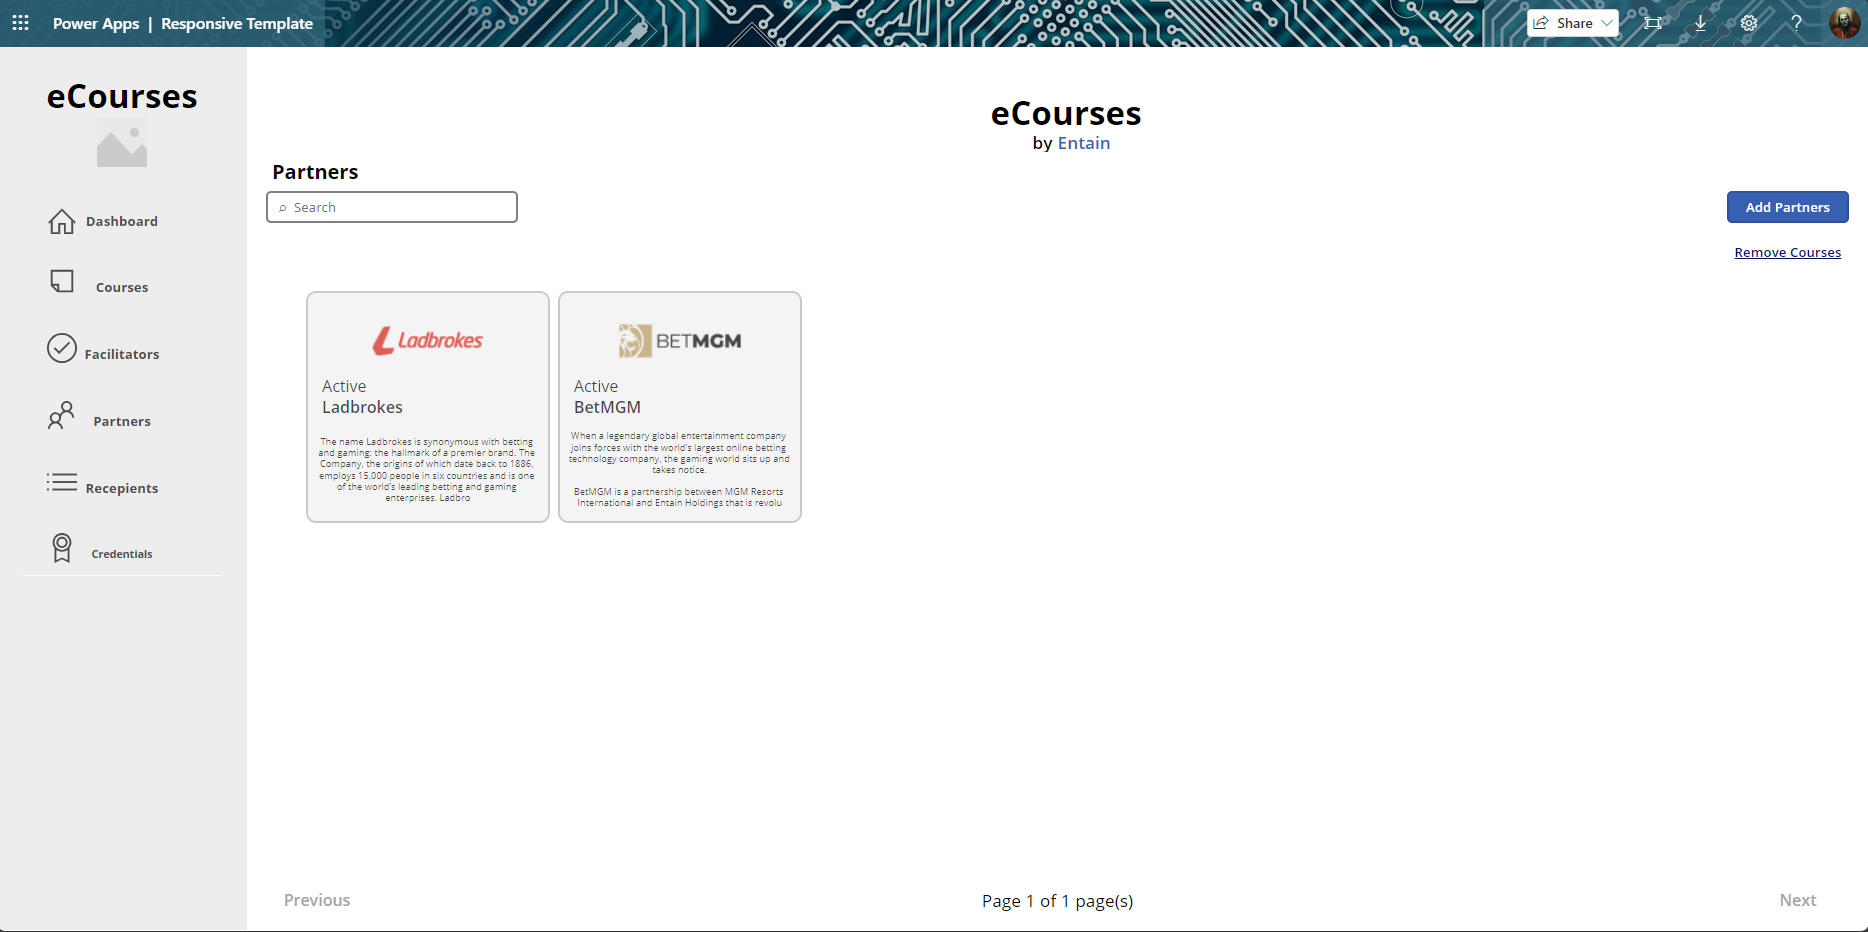 Power Apps | Responsive Template
Share
eCourses
Dashboard
Courses
Facilitators
Partners
Recepients
Credentials
eCourses
by Entain
Partners
Search
Add Partners
Remove Courses
Ladbrokes
Active
Ladbrokes
The name Ladbrokes is synonymous with betting
and gaming: the hallmark of a premier brand. The
Company, the origins of which date back to 1886,
employs 15,000 people in six countries and is one
of the world's leading betting and gaming
enterprises. Ladbro
BETMGM
Active
BetMGM
When a legendary global entertainment company
joins forces with the world's largest online betting
technology company, the gaming world sits up and
takes notice.
BetMGM is a partnership between MGM Resorts
International and Entain Holdings that is revolu
Previous
Page 1 of 1 page(s)
Next